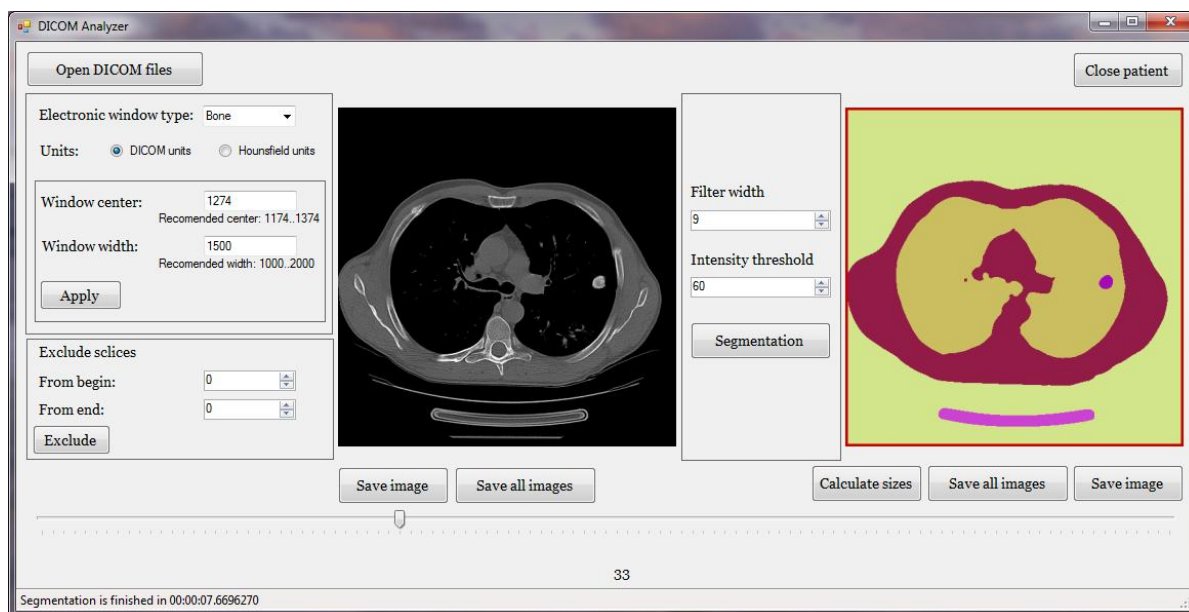 DICOM Analyzer
Open DICOM files
Close patient
Electronic window type: Bone
Units: DICOM units Hounsfield units
Window center: 1274
Recomended center: 1174..1374
Window width: 1500
Recomended width: 1000..2000
Apply
Exclude sclices
From begin: 0
From end: 0
Exclude
Filter width
9
Intensity threshold
60
Segmentation
Save image Save all images
Calculate sizes Save all images Save image
33
Segmentation is finished in 00:00:07.6696270